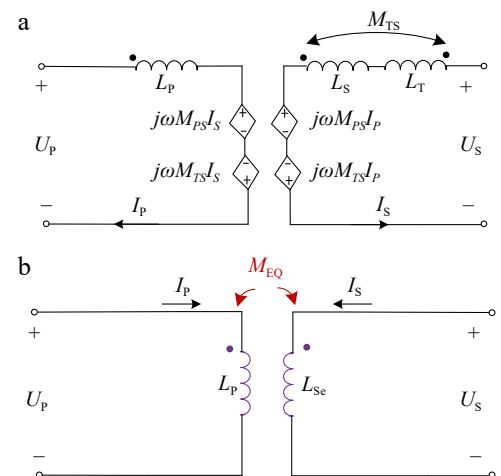 a
M_TS
L_P
L_S
L_T
+
+
jωM_PS I_S
+
−
+
−
jωM_PS I_P
U_P
U_S
jωM_TS I_S
−
+
−
+
jωM_TS I_P
−
I_P
I_S
−
b
M_EQ
I_P
I_S
+
+
U_P
L_P
L_Se
U_S
−
−